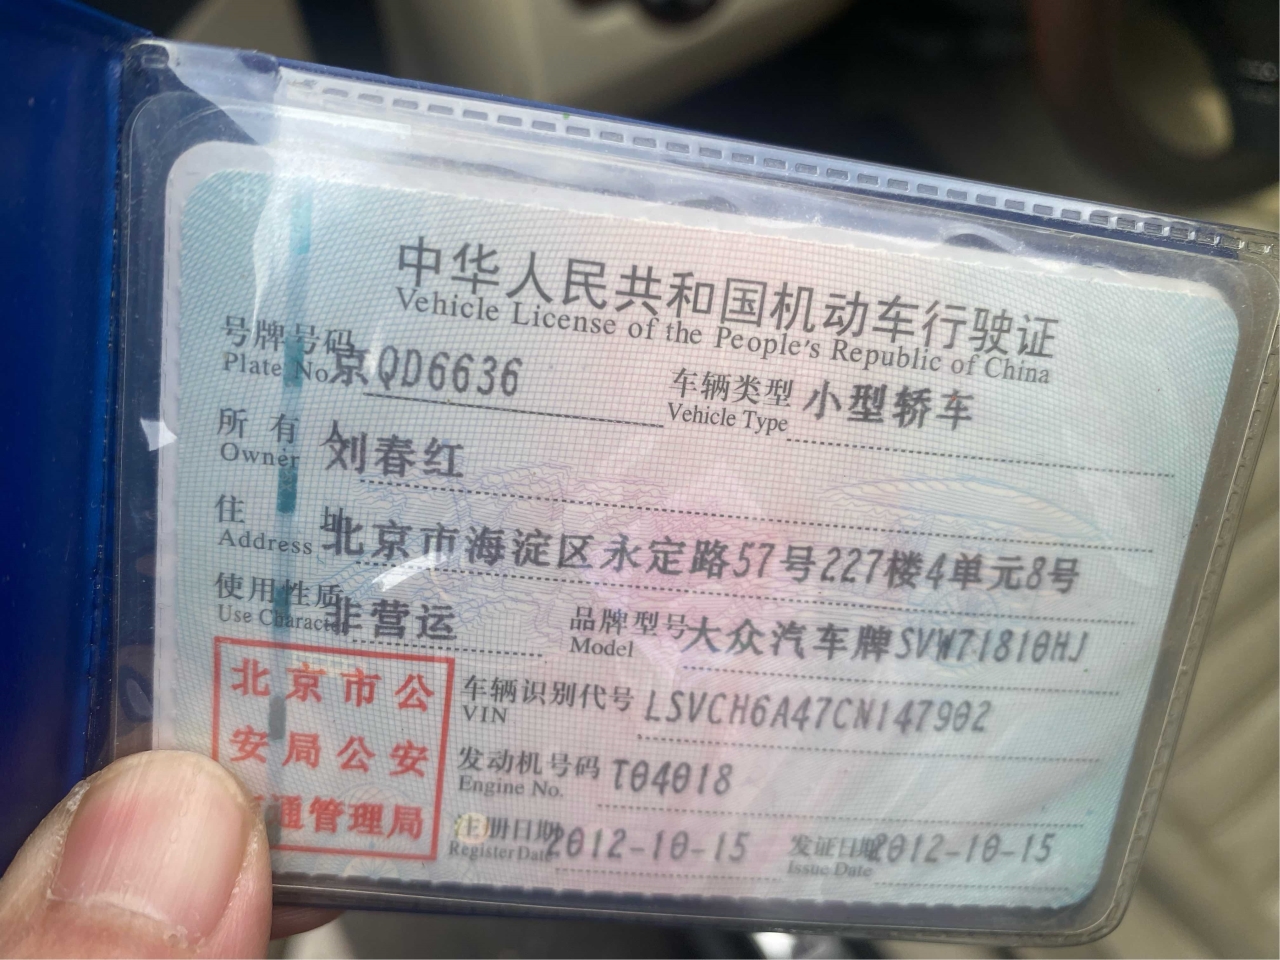 中华人民共和国机动车行驶证
Vehicle License of the People's Republic of China
号牌号码 京QD6636 车辆类型 小型轿车
Plate No. Vehicle Type
所有人 刘春红
Owner
住址 北京市海淀区永定路57号227楼4单元8号
Address
使用性质 非营运 品牌型号 大众汽车牌SVW71810HJ
Use Character Model
北京市公
安局公安
通管理局
车辆识别代号 LSVCH6A47CN147902
VIN
发动机号码 T04018
Engine No.
注册日期 2012-10-15 发证日期 2012-10-15
Register Date Issue Date